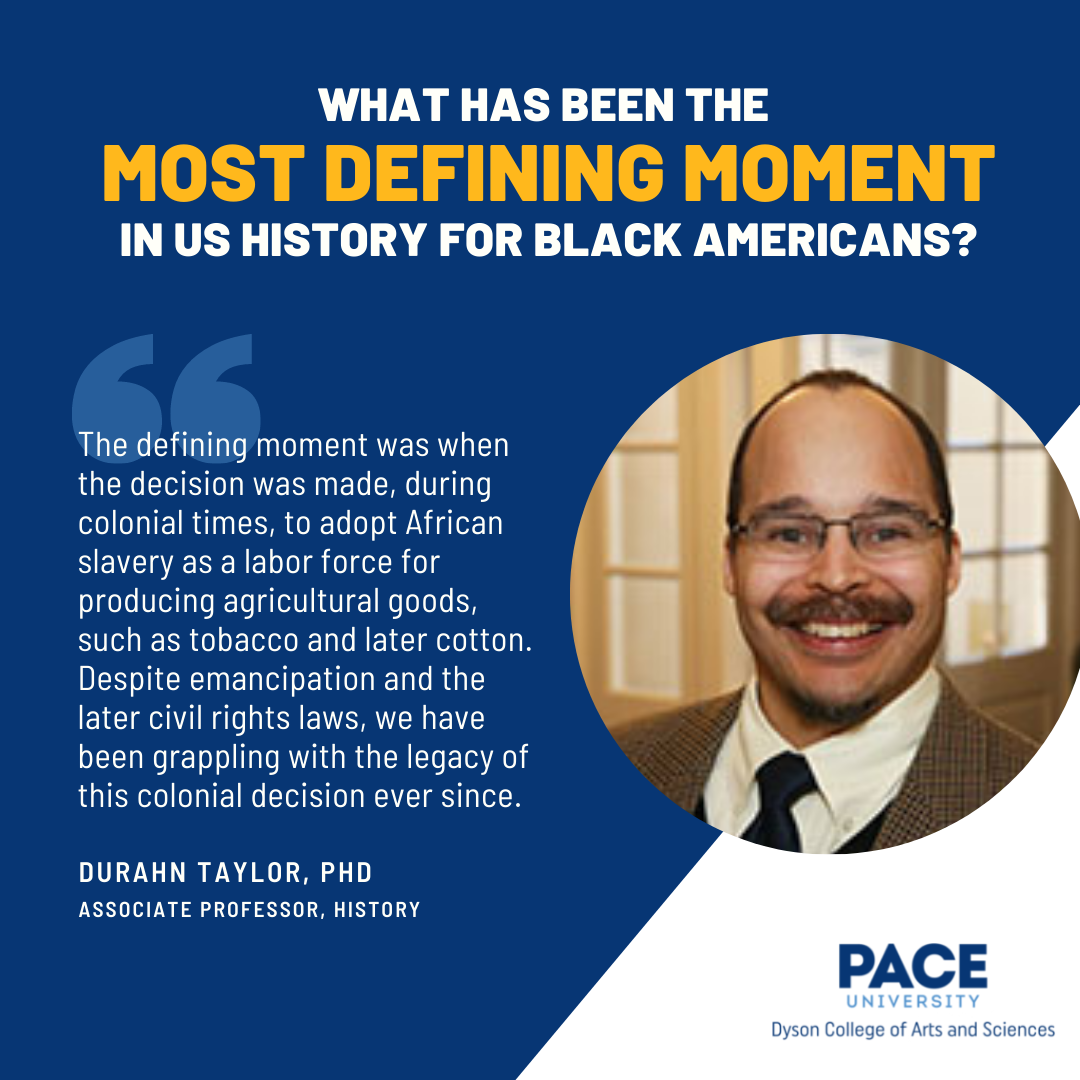 WHAT HAS BEEN THE
MOST DEFINING MOMENT
IN US HISTORY FOR BLACK AMERICANS?
The defining moment was when
the decision was made, during
colonial times, to adopt African
slavery as a labor force for
producing agricultural goods,
such as tobacco and later cotton.
Despite emancipation and the
later civil rights laws, we have
been grappling with the legacy of
this colonial decision ever since.
DURAHN TAYLOR, PHD
ASSOCIATE PROFESSOR, HISTORY
PACE
UNIVERSITY
Dyson College of Arts and Sciences